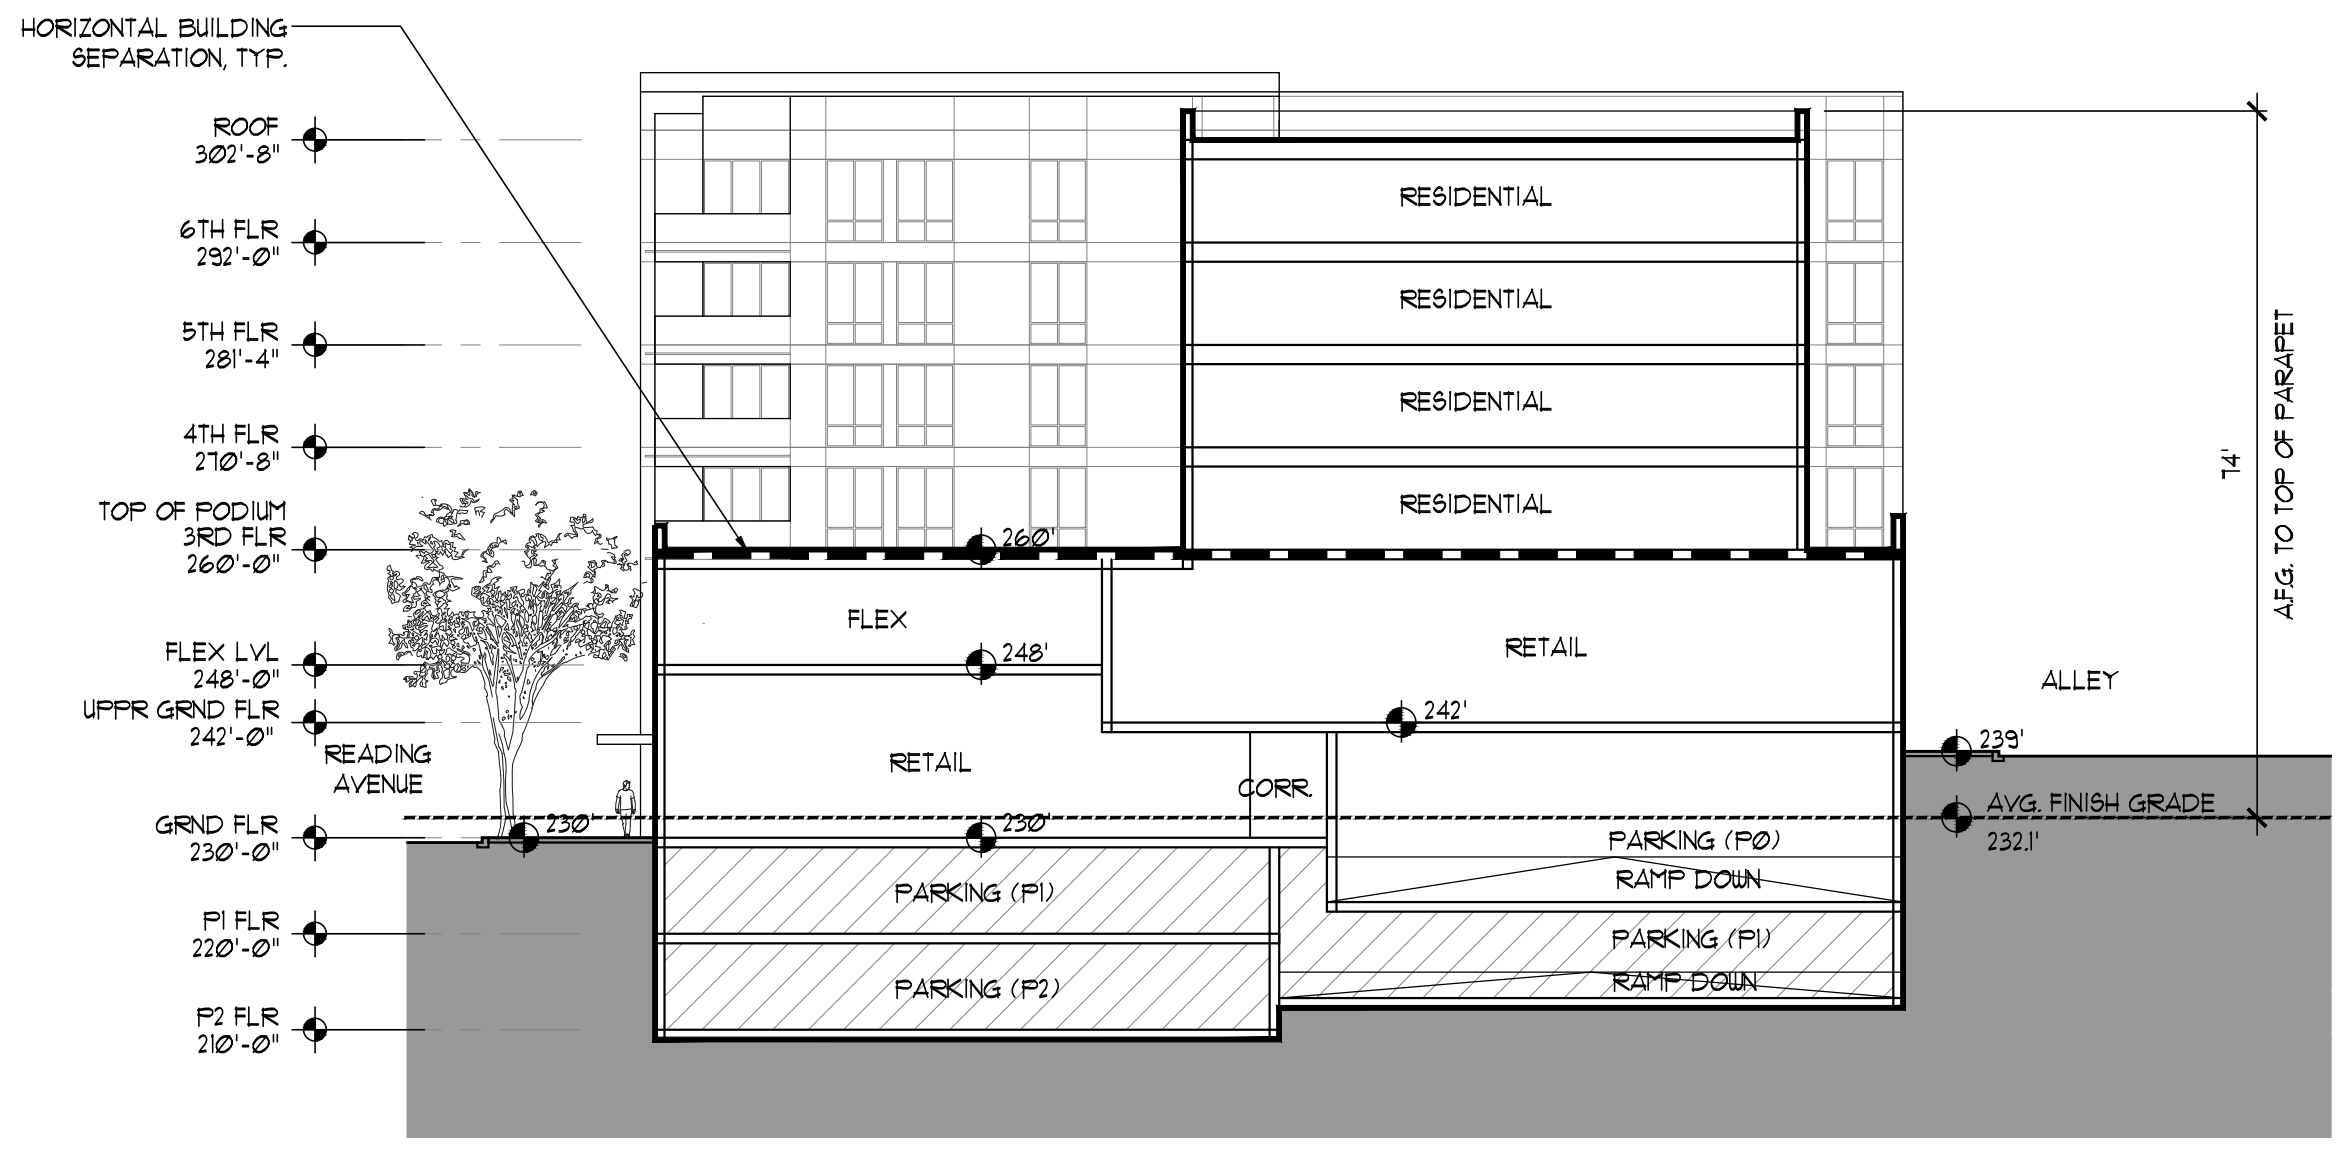 HORIZONTAL BUILDING
SEPARATION, TYP.
ROOF
302'-8"
6TH FLR
292'-0"
5TH FLR
281'-4"
4TH FLR
270'-8"
TOP OF PODIUM
3RD FLR
260'-0"
FLEX LVL
248'-0"
UPPR GRND FLR
242'-0"
READING
AVENUE
GRND FLR
230'-0"
P1 FLR
220'-0"
P2 FLR
210'-0"
RESIDENTIAL
RESIDENTIAL
RESIDENTIAL
RESIDENTIAL
260'
FLEX
248'
RETAIL
242'
RETAIL
CORR.
230'
230'
PARKING (P0)
RAMP DOWN
PARKING (P1)
PARKING (P1)
RAMP DOWN
PARKING (P2)
ALLEY
239'
AVG. FINISH GRADE
232.1'
74'
A.F.G. TO TOP OF PARAPET